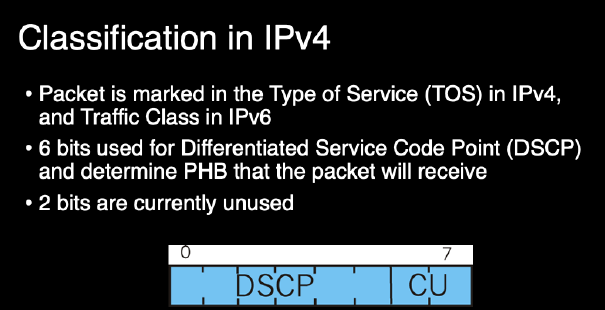 Classification in IPv4
• Packet is marked in the Type of Service (TOS) in IPv4,
and Traffic Class in IPv6
• 6 bits used for Differentiated Service Code Point (DSCP)
and determine PHB that the packet will receive
• 2 bits are currently unused
0 7
DSCP CU